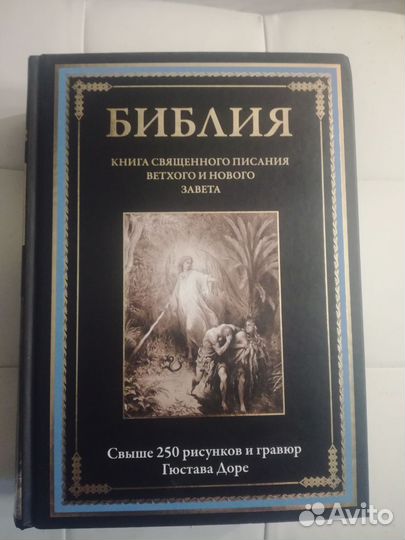 БИБЛИЯ
КНИГА СВЯЩЕННОГО ПИСАНИЯ
ВЕТХОГО И НОВОГО
ЗАВЕТА
Свыше 250 рисунков и гравюр
Гюстава Доре
Avito